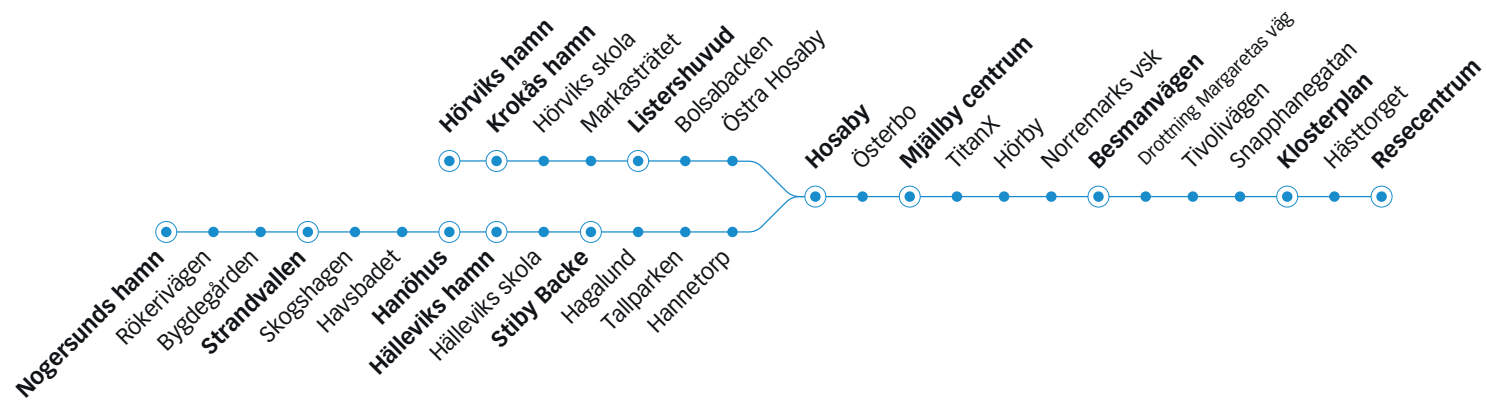 Hörviks hamn
Krokås hamn
Hörviks skola
Markasträtet
Listershuvud
Bolsabacken
Östra Hosaby
Hosaby
Österbo
Mjällby centrum
TitanX
Hörby
Norremarks vsk
Besmanvägen
Drottning Margaretas väg
Tivolivägen
Snapphanegatan
Klosterplan
Hästtorget
Resecentrum
Nogersunds hamn
Rökerivägen
Bygdegården
Strandvallen
Skogshagen
Havsbadet
Hanöhus
Hälleviks hamn
Hälleviks skola
Stiby Backe
Hagalund
Tallparken
Hannetorp